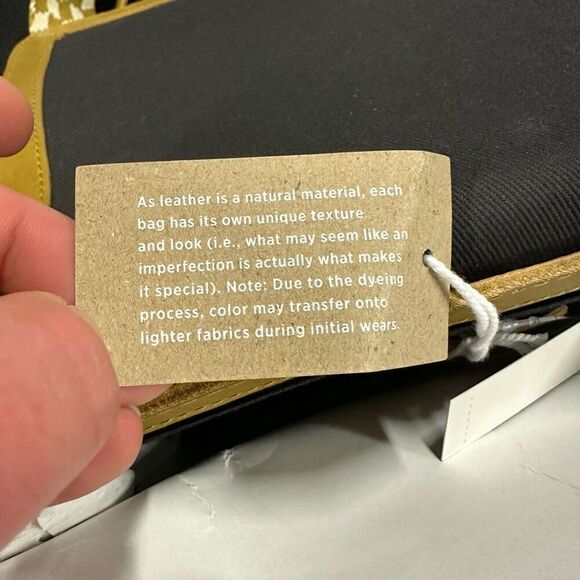 As leather is a natural material, each
bag has its own unique texture
and look (i.e., what may seem like an
imperfection is actually what makes
it special). Note: Due to the dyeing
process, color may transfer onto
lighter fabrics during initial wears.